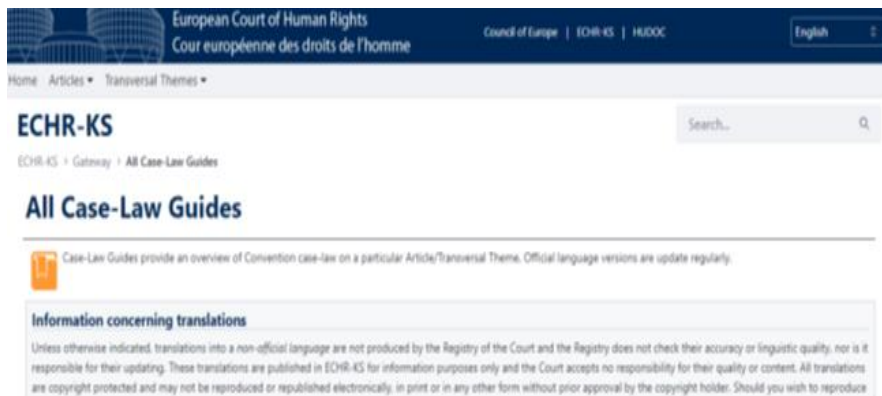 European Court of Human Rights
Cour européenne des droits de l'homme
Council of Europe | ECHR-KS | HUDOC
English
Home Articles Transversal Themes
ECHR-KS
Search...
ECHR-KS › Gateway › All Case-Law Guides
All Case-Law Guides
Case-Law Guides provide an overview of Convention case-law on a particular Article/Transversal Theme. Official language versions are update regularly.
Information concerning translations
Unless otherwise indicated, translations into a non-official language are not produced by the Registry of the Court and the Registry does not check their accuracy or linguistic quality, nor is it
responsible for their updating. These translations are published in ECHR-KS for information purposes only and the Court accepts no responsibility for their quality or content. All translations
are copyright protected and may not be reproduced or republished electronically, in print or in any other form without prior approval by the copyright holder. Should you wish to reproduce